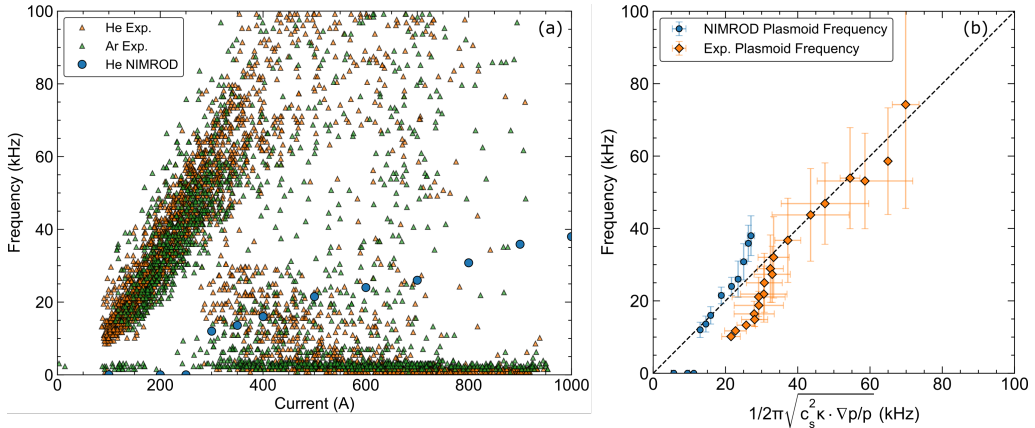 (a)
He Exp.
Ar Exp.
He NIMROD
Frequency (kHz)
100
80
60
40
20
0
0 200 400 600 800 1000
Current (A)
(b)
NIMROD Plasmoid Frequency
Exp. Plasmoid Frequency
Frequency (kHz)
100
80
60
40
20
0
0 20 40 60 80 100
1/2π√(c_s^2 κ · ∇p/p) (kHz)